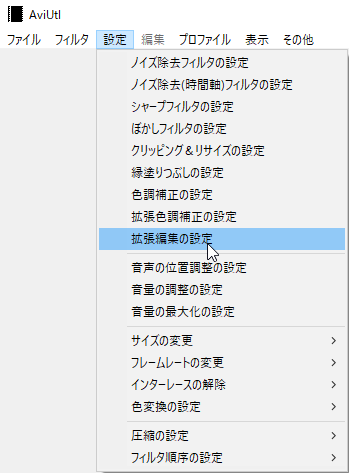 AviUtl
ファイル フィルタ 設定 編集 プロファイル 表示 その他
ノイズ除去フィルタの設定
ノイズ除去(時間軸)フィルタの設定
シャープフィルタの設定
ぼかしフィルタの設定
クリッピング＆リサイズの設定
縁塗りつぶしの設定
色調補正の設定
拡張色調補正の設定
拡張編集の設定
音声の位置調整の設定
音量の調整の設定
音量の最大化の設定
サイズの変更
フレームレートの変更
インターレースの解除
色変換の設定
圧縮の設定
フィルタ順序の設定